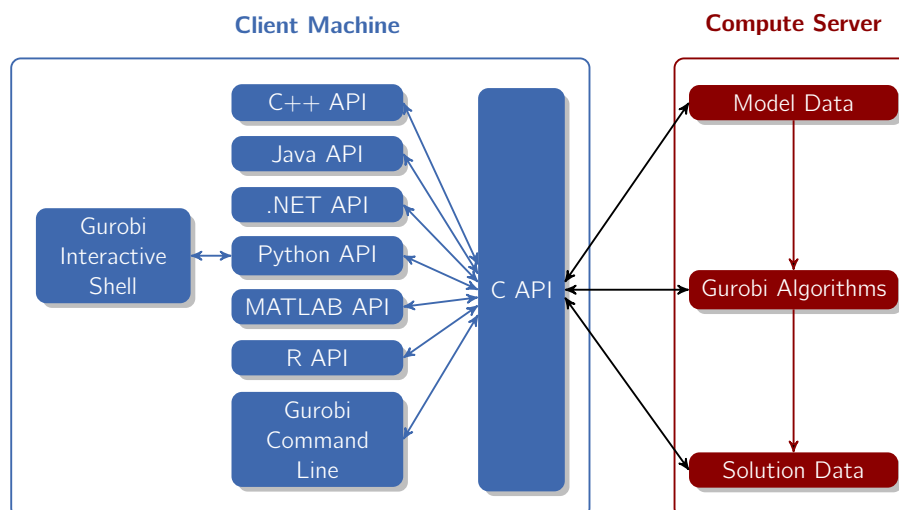 Client Machine
Compute Server
C++ API
Java API
.NET API
Python API
MATLAB API
R API
Gurobi
Command
Line
Gurobi
Interactive
Shell
C API
Model Data
Gurobi Algorithms
Solution Data